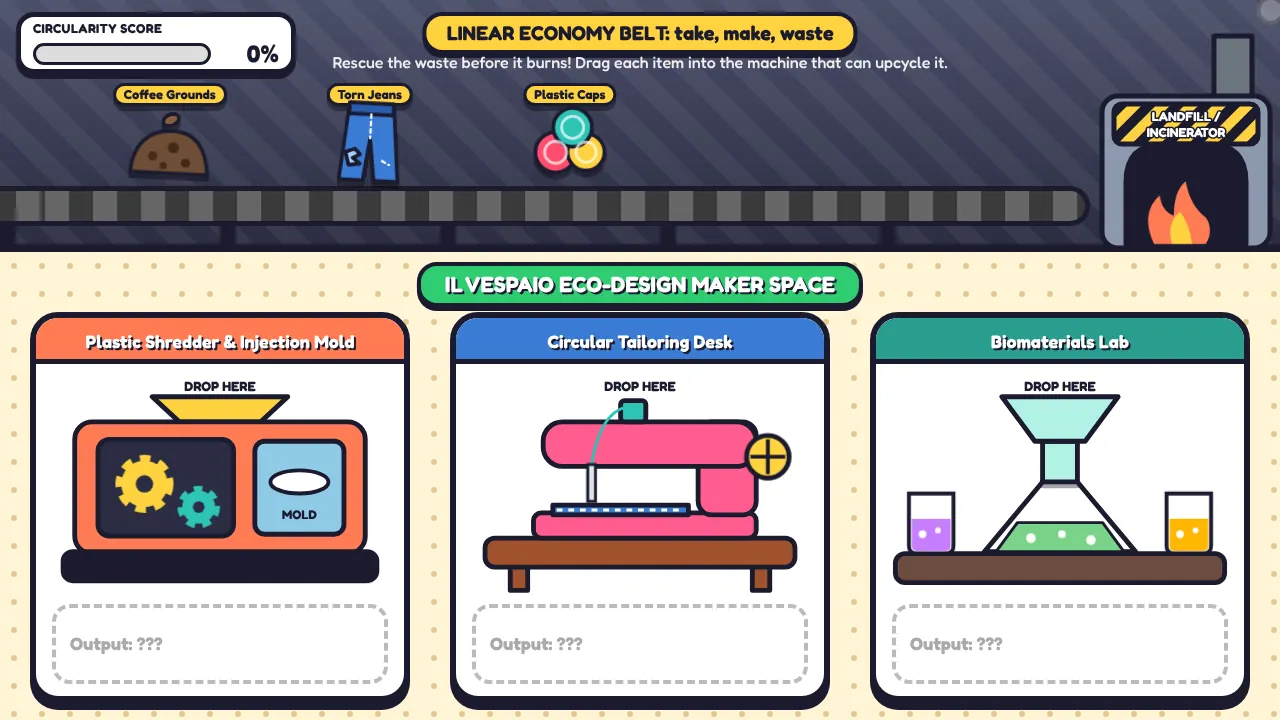 CIRCULARITY SCORE
0%
LINEAR ECONOMY BELT: take, make, waste
Rescue the waste before it burns! Drag each item into the machine that can upcycle it.
Coffee Grounds
Torn Jeans
Plastic Caps
LANDFILL /
INCINERATOR
IL VESPAIO ECO-DESIGN MAKER SPACE
Plastic Shredder & Injection Mold
DROP HERE
MOLD
Output: ???
Circular Tailoring Desk
DROP HERE
Output: ???
Biomaterials Lab
DROP HERE
Output: ???